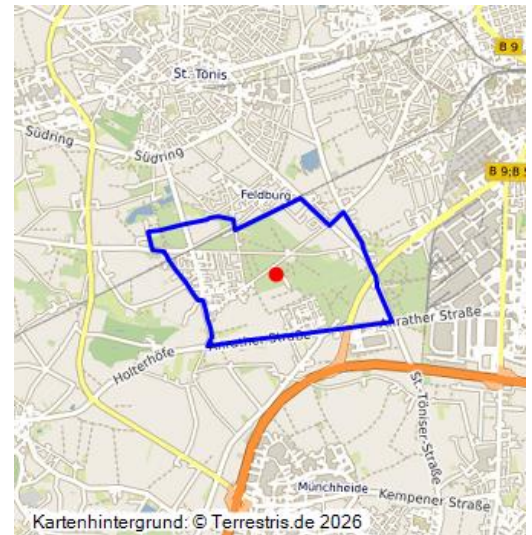 B 9
St. Tönis
Südring
Südring
B 9;B 5
Feldburg
Anrather Straße
Anrather Straße
Holterhöfe
St.-Töniser-Straße
Münchheide
Kempener Straße
Kartenhintergrund: © Terrestris.de 2026